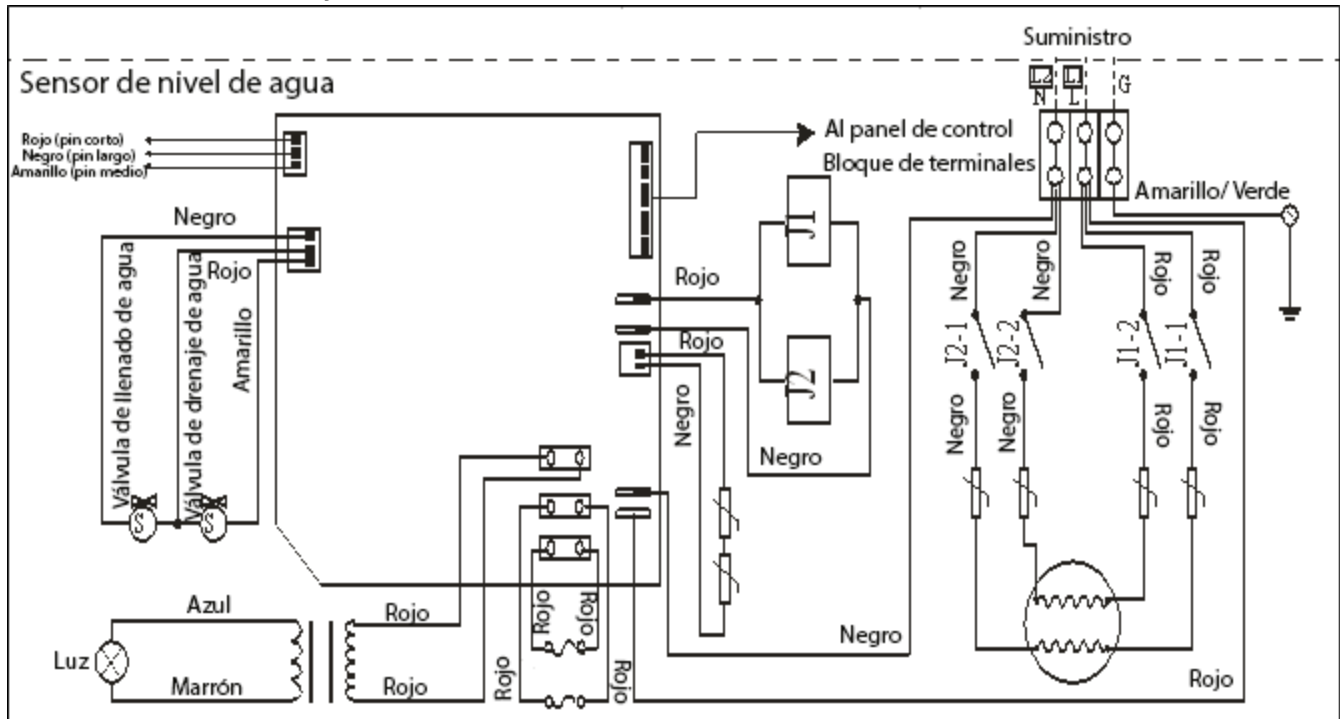 Suministro
Sensor de nivel de agua
L2
N
L1
L
G
Rojo (pin corto)
Negro (pin largo)
Amarillo (pin medio)
Al panel de control
Bloque de terminales
Amarillo/ Verde
Negro
Rojo
Válvula de llenado de agua
Válvula de drenaje de agua
Amarillo
J1
Rojo
J2
Rojo
Negro
Negro
Negro
Negro
Rojo
Rojo
J2-1
J2-2
J1-2
J1-1
Negro
Negro
Rojo
Rojo
S
S
Azul
Luz
Marrón
Rojo
Rojo
Rojo
Rojo
Rojo
Rojo
Negro
Rojo